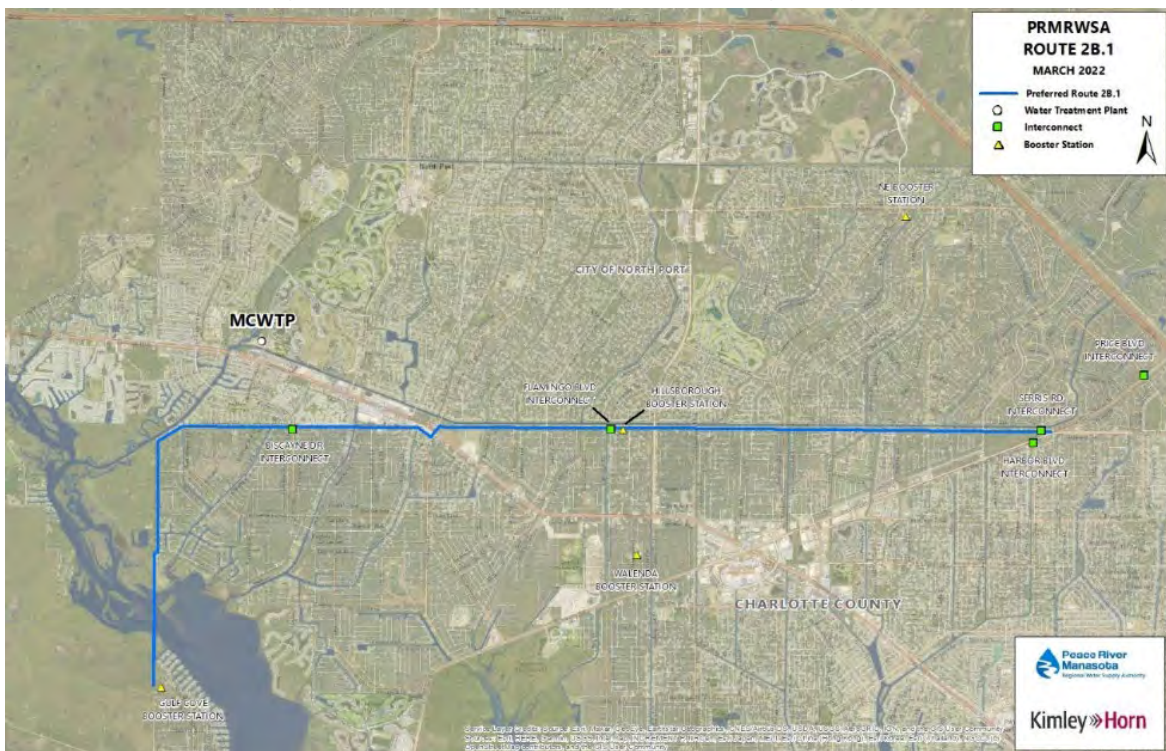 PRMRWSA
ROUTE 2B.1
MARCH 2022
Preferred Route 2B.1
Water Treatment Plant
Interconnect
Booster Station
N
NE BOOSTER
STATION
CITY OF NORTH PORT
MCWTP
PRICE BLVD
INTERCONNECT
FLAMINGO BLVD
INTERCONNECT
HILLSBOROUGH
BOOSTER STATION
SERRIS RD
INTERCONNECT
BISCAYNE DR
INTERCONNECT
HARBOR BLVD
INTERCONNECT
WALENDA
BOOSTER STATION
CHARLOTTE COUNTY
GULF COVE
BOOSTER STATION
Peace River
Manasota
Regional Water Supply Authority
Kimley»Horn